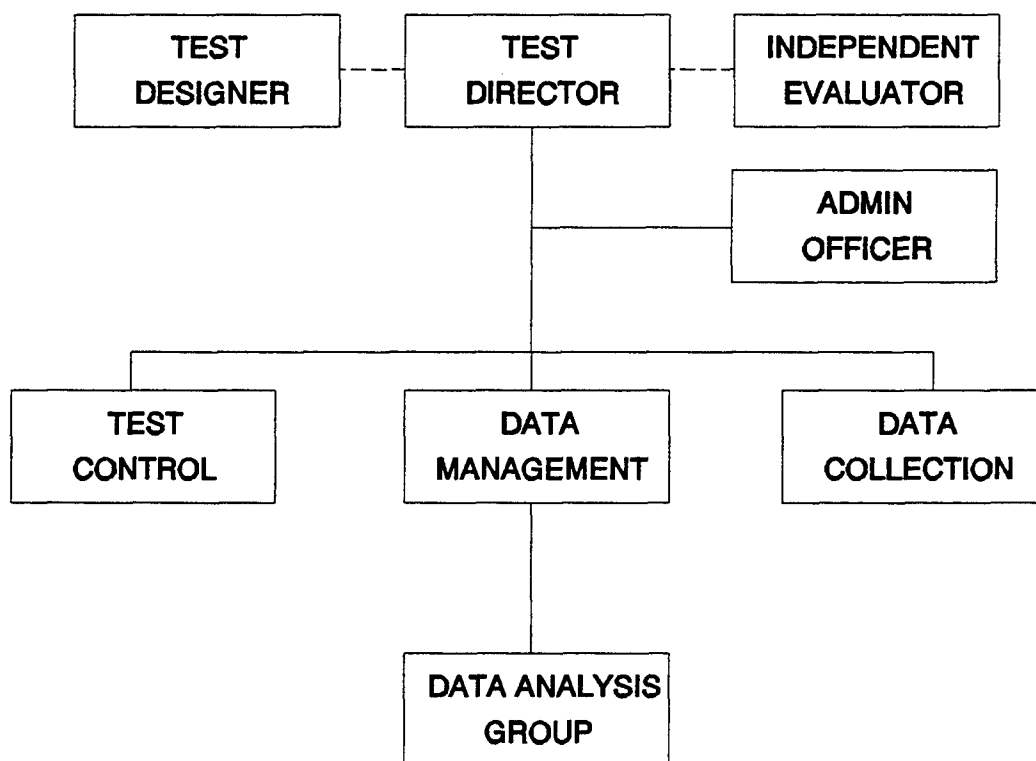 TEST
DESIGNER
TEST
DIRECTOR
INDEPENDENT
EVALUATOR
ADMIN
OFFICER
TEST
CONTROL
DATA
MANAGEMENT
DATA
COLLECTION
DATA ANALYSIS
GROUP